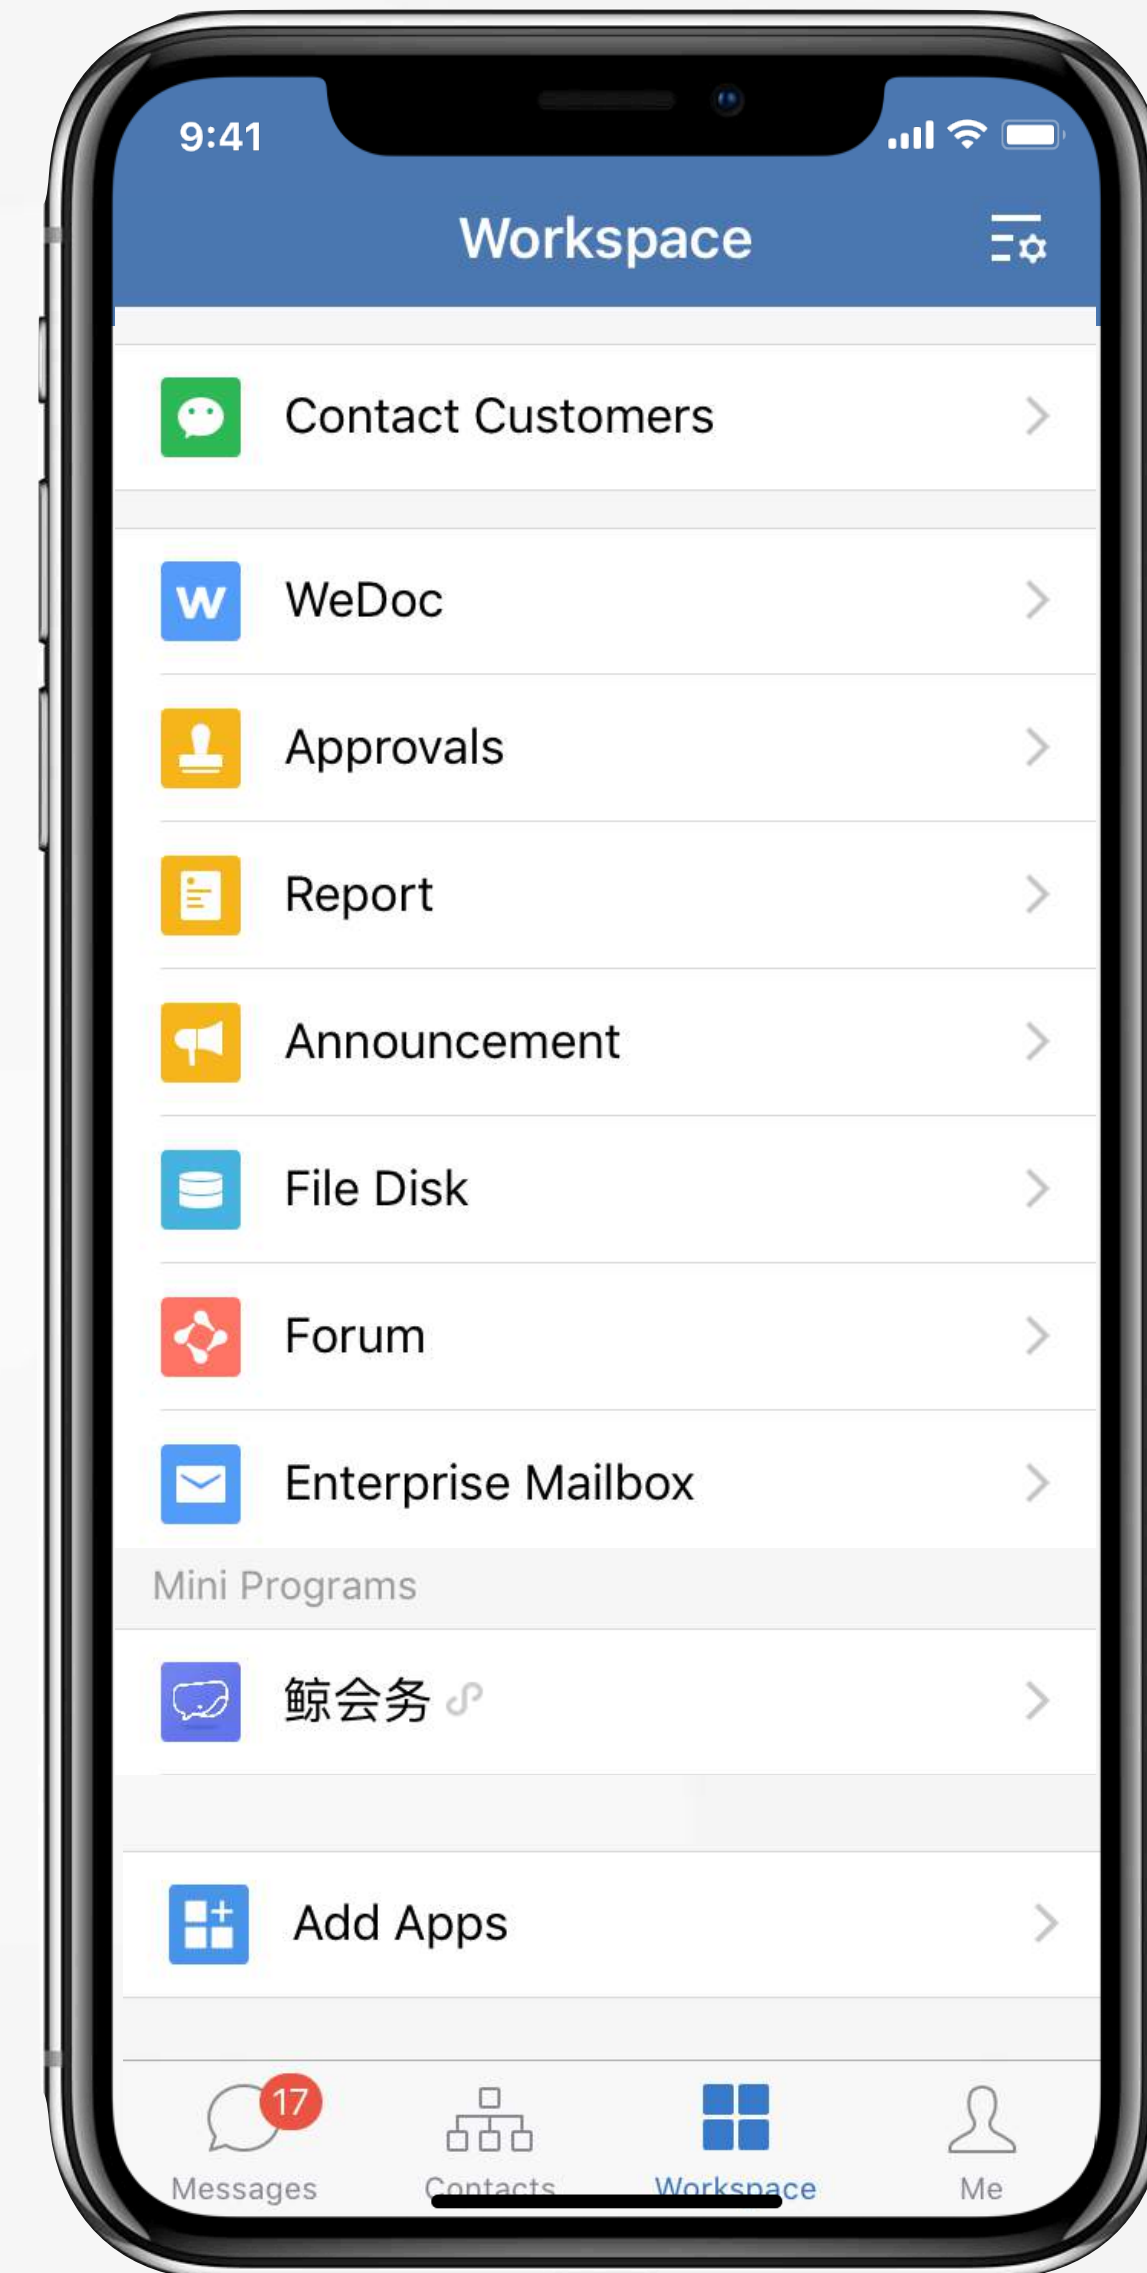 9:41
Workspace
Contact Customers
W WeDoc
Approvals
Report
Announcement
File Disk
Forum
Enterprise Mailbox
Mini Programs
鲸会务
Add Apps
17
Messages Contacts Workspace Me